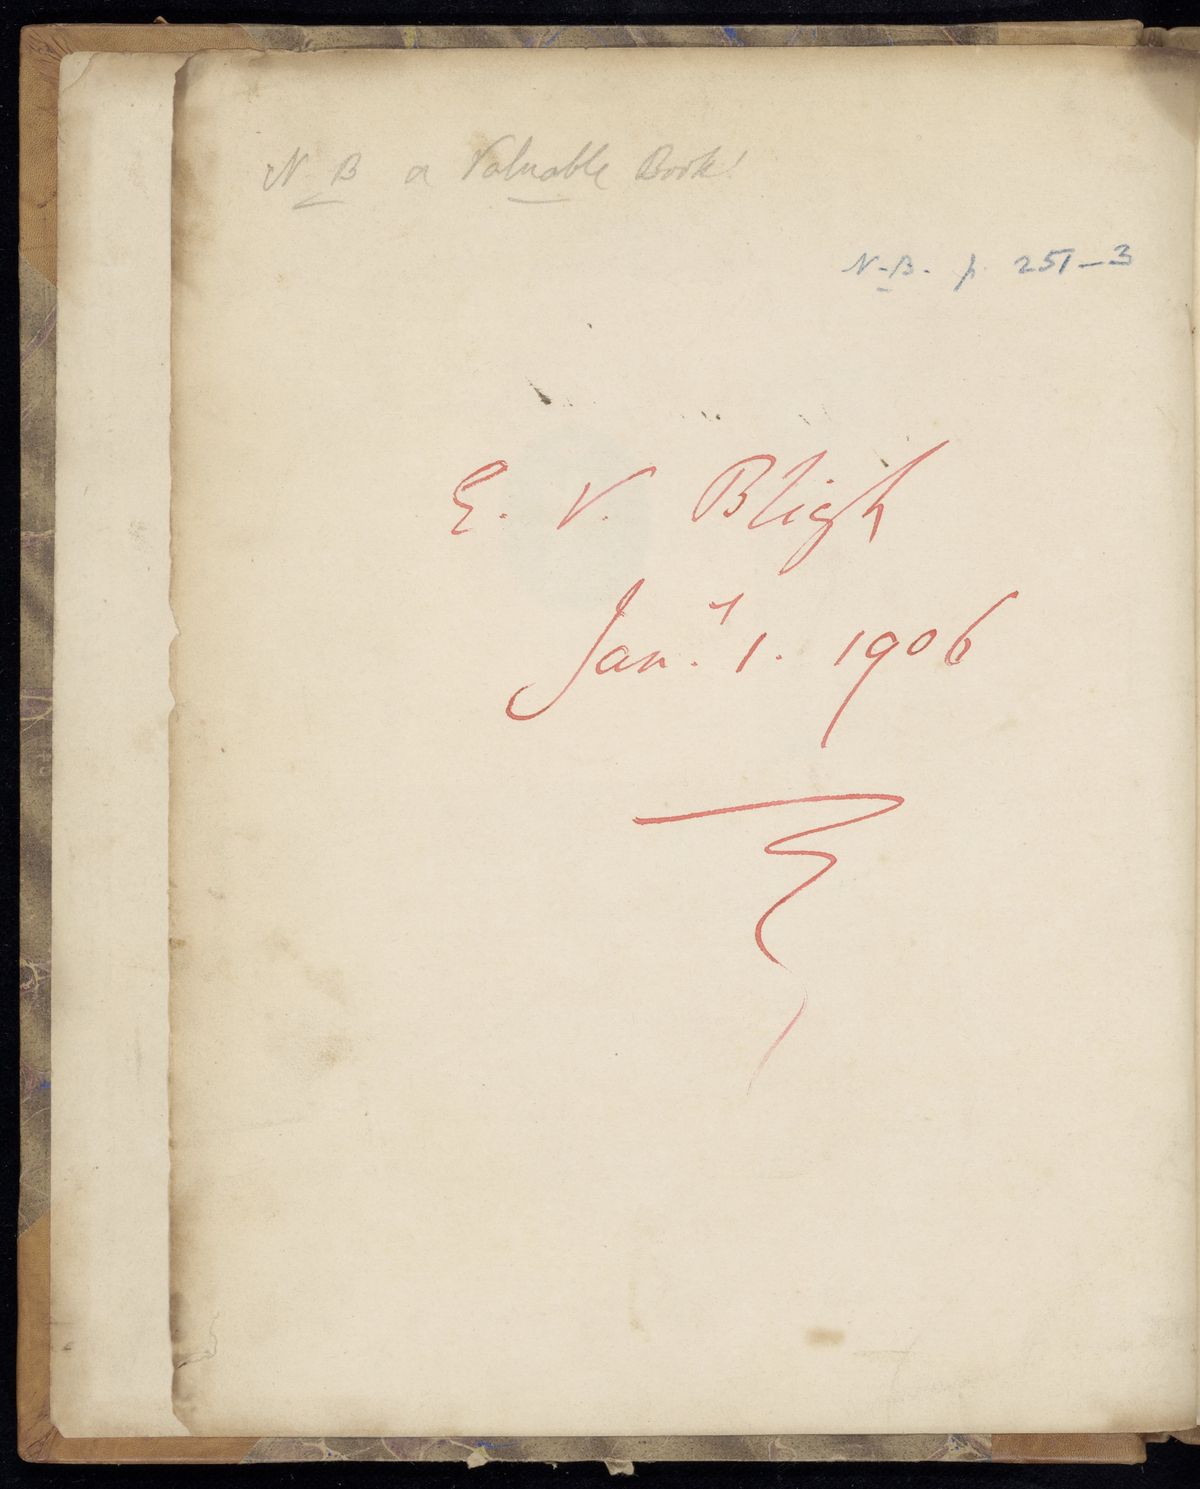 N B a Valuable Book!
N-B- p. 251-3
E. V. Bligh
Jan.y 1. 1906